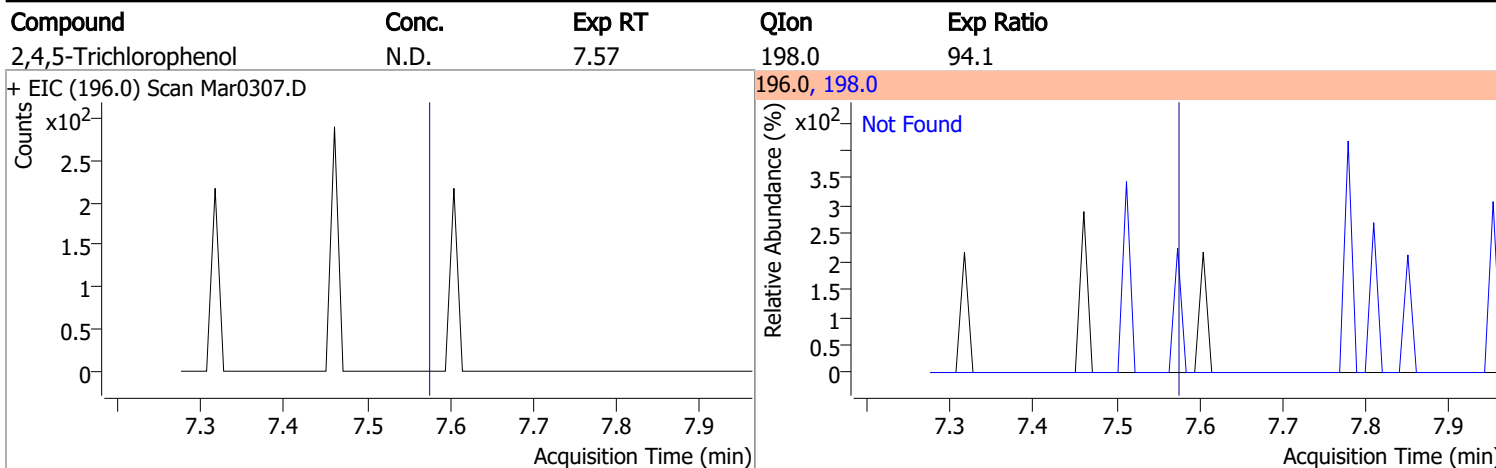 Compound Conc. Exp RT QIon Exp Ratio
2,4,5-Trichlorophenol N.D. 7.57 198.0 94.1
+ EIC (196.0) Scan Mar0307.D
Counts
x10²
2.5
2
1.5
1
0.5
0
7.3 7.4 7.5 7.6 7.7 7.8 7.9
Acquisition Time (min)
196.0, 198.0
Relative Abundance (%)
x10²
Not Found
3.5
3
2.5
2
1.5
1
0.5
0
7.3 7.4 7.5 7.6 7.7 7.8 7.9
Acquisition Time (min)